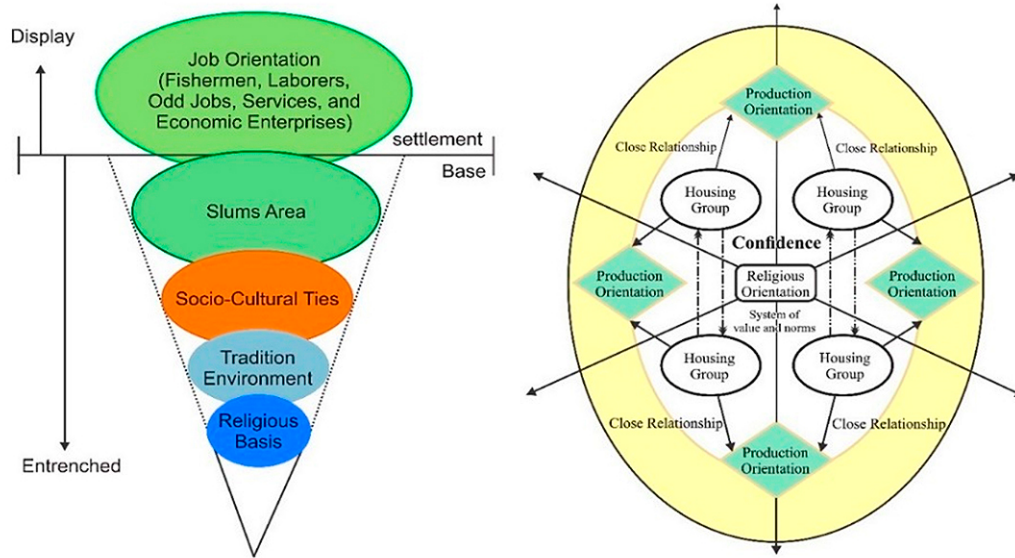 Display
Job Orientation
(Fishermen, Laborers,
Odd Jobs, Services, and
Economic Enterprises)
settlement
Base
Slums Area
Socio-Cultural Ties
Tradition
Environment
Religious
Basis
Entrenched
Production
Orientation
Close Relationship
Close Relationship
Housing
Group
Housing
Group
Confidence
Production
Orientation
Religious
Orientation
Production
Orientation
System of
value and norms
Housing
Group
Housing
Group
Close Relationship
Close Relationship
Production
Orientation